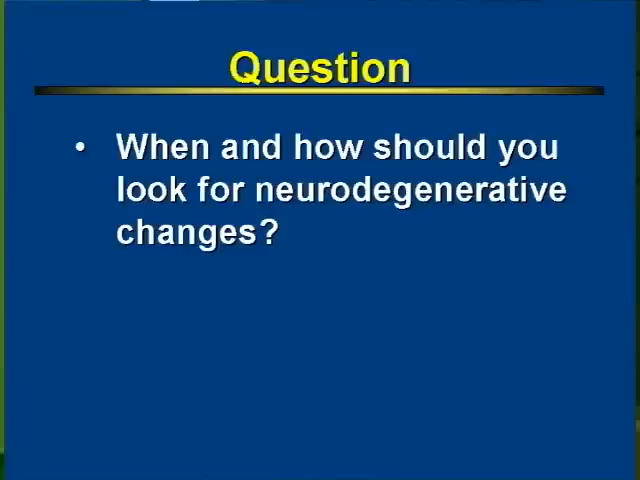 Question
• When and how should you
look for neurodegenerative
changes?